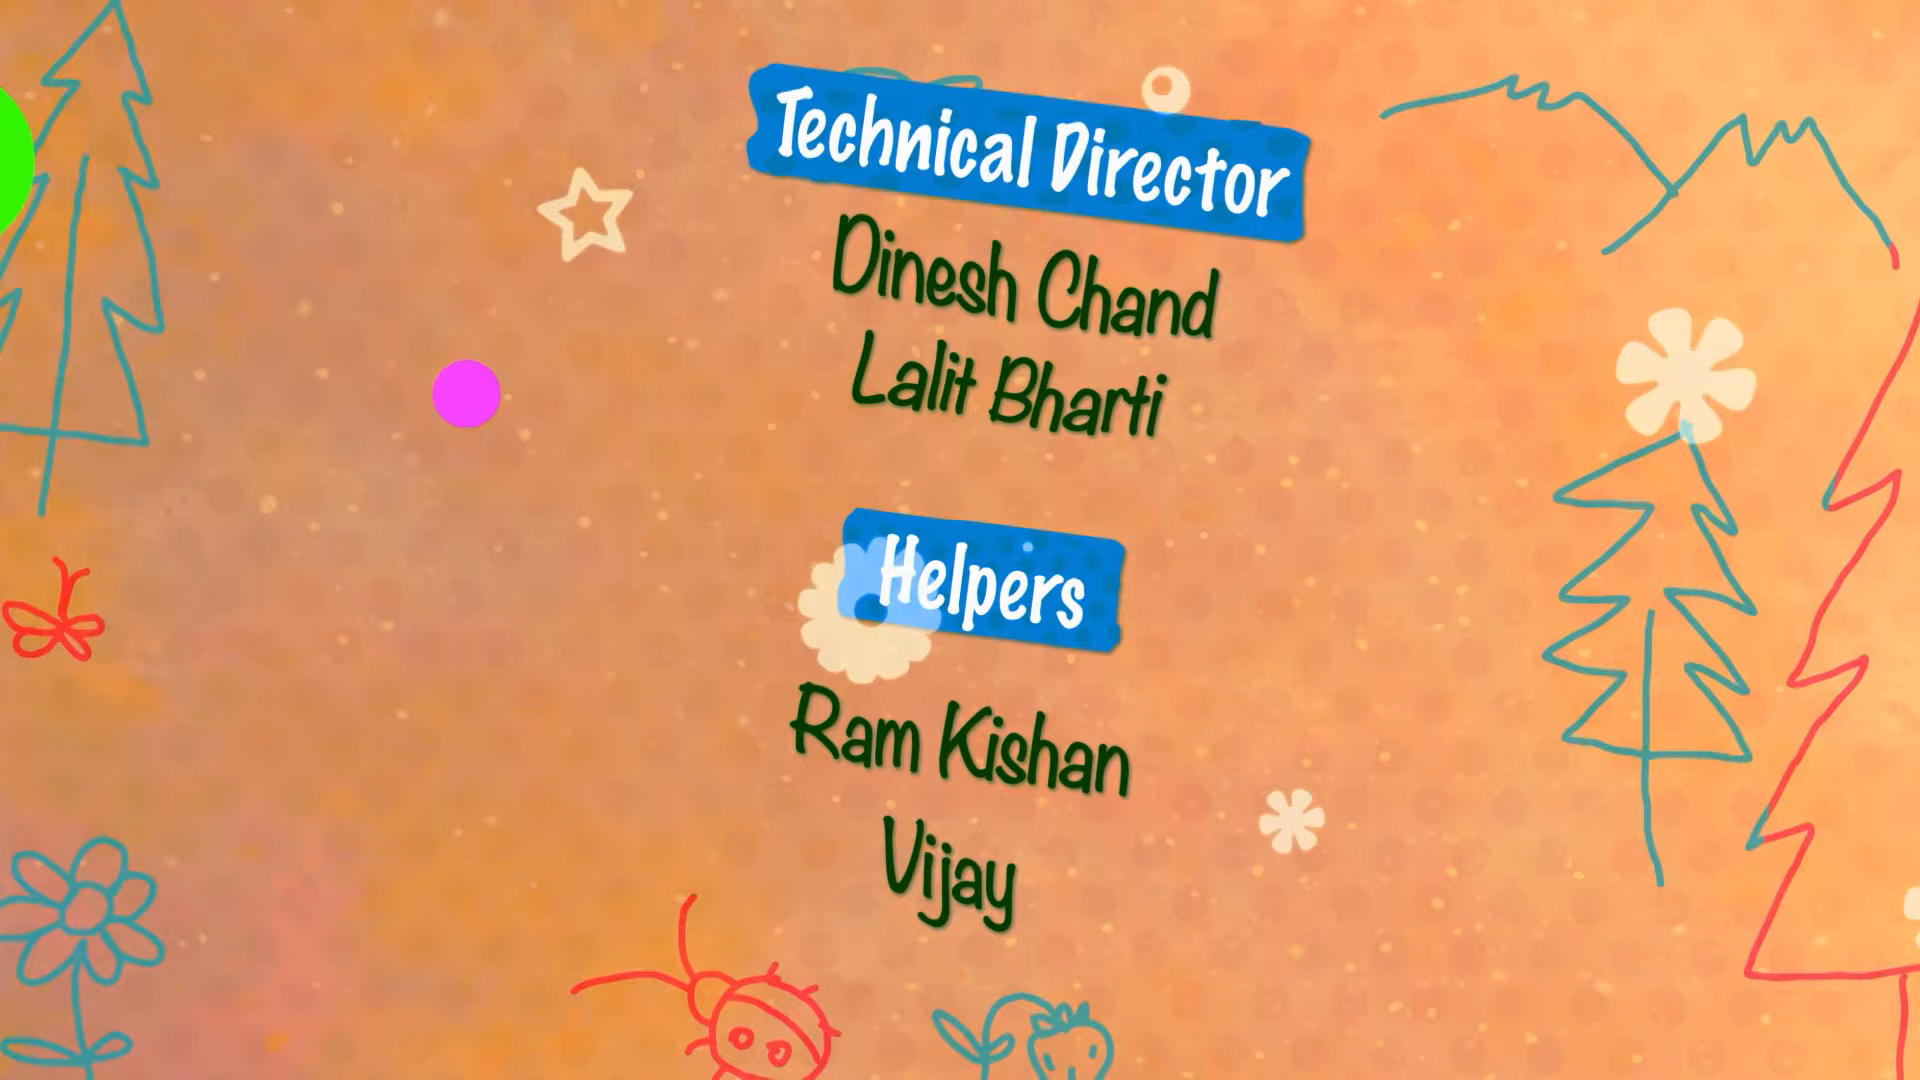 Technical Director
Dinesh Chand
Lalit Bharti
Helpers
Ram Kishan
Vijay